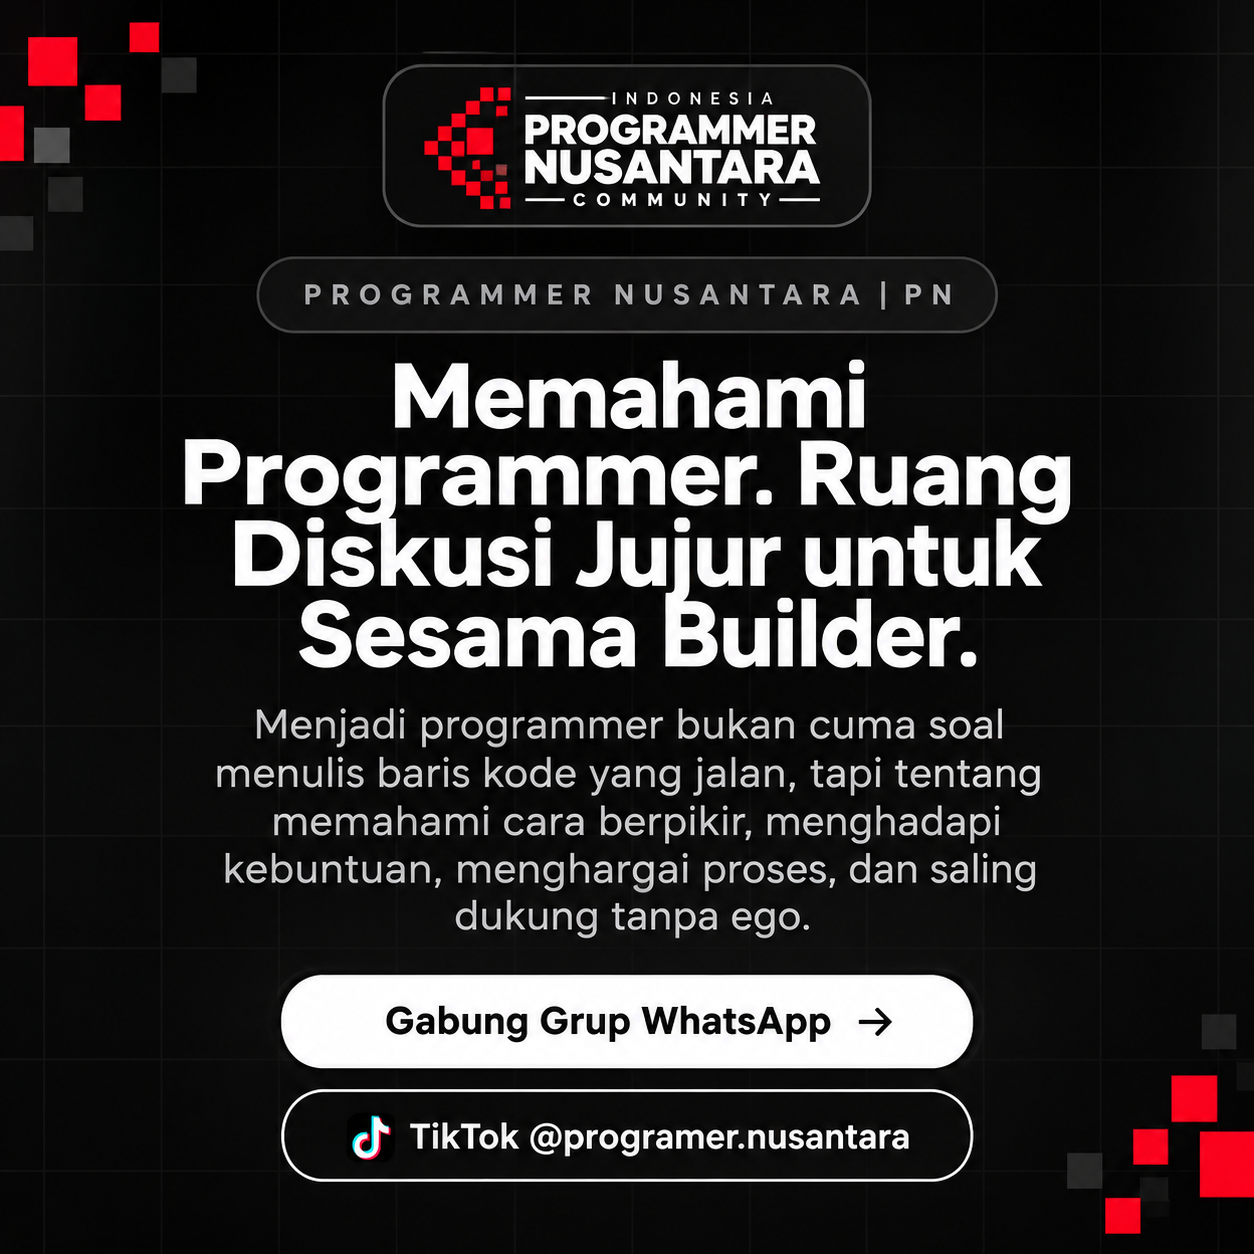 INDONESIA
PROGRAMMER
NUSANTARA
COMMUNITY
PROGRAMMER NUSANTARA | PN
Memahami
Programmer. Ruang
Diskusi Jujur untuk
Sesama Builder.
Menjadi programmer bukan cuma soal
menulis baris kode yang jalan, tapi tentang
memahami cara berpikir, menghadapi
kebuntuan, menghargai proses, dan saling
dukung tanpa ego.
Gabung Grup WhatsApp →
TikTok @programer.nusantara